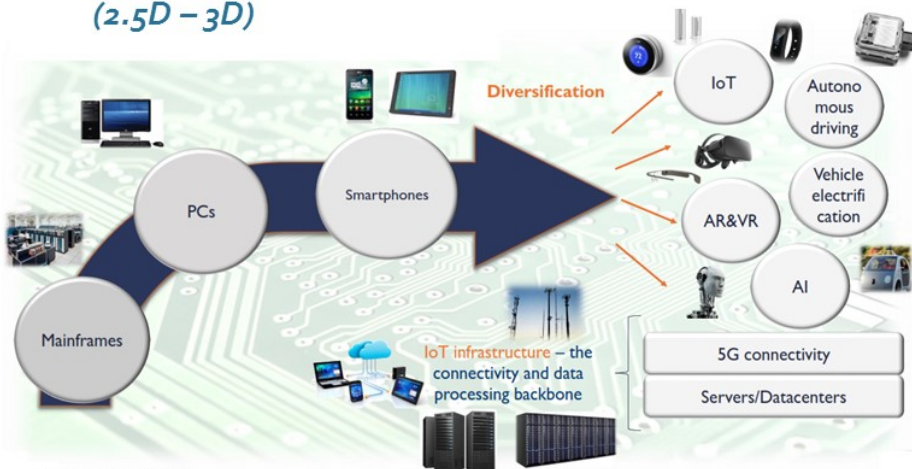 (2.5D – 3D)
Diversification
IoT
Autono
mous
driving
Smartphones
PCs
Vehicle
electrifi
cation
AR&VR
AI
Mainframes
IoT infrastructure – the
connectivity and data
processing backbone
5G connectivity
Servers/Datacenters